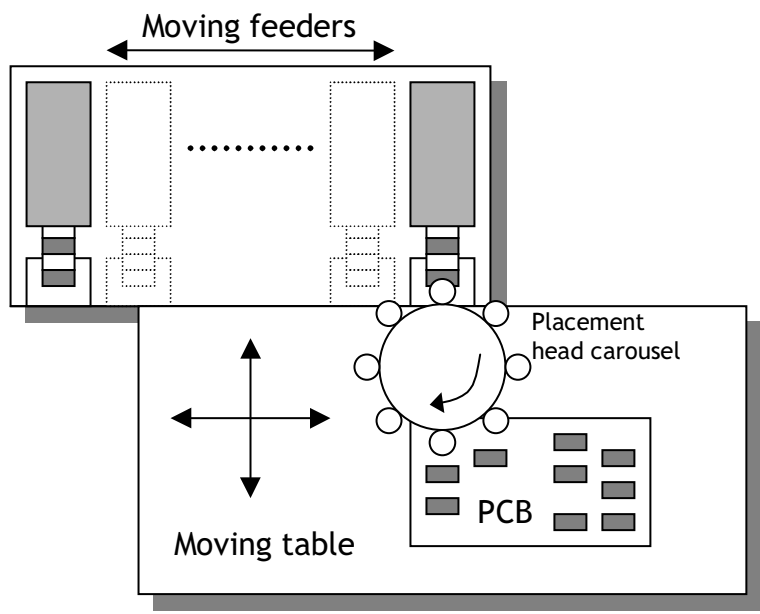 Moving feeders
Placement
head carousel
PCB
Moving table